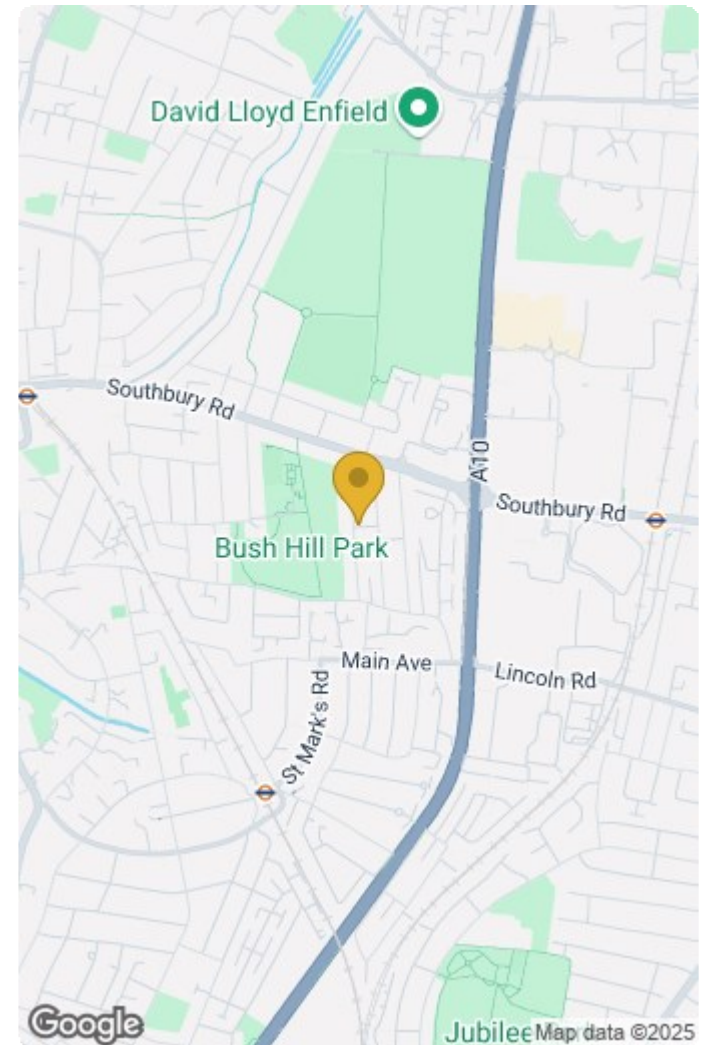 David Lloyd Enfield
Southbury Rd
A10
Southbury Rd
Bush Hill Park
Main Ave
Lincoln Rd
St Mark's Rd
Google
Jubilee
Map data ©2025